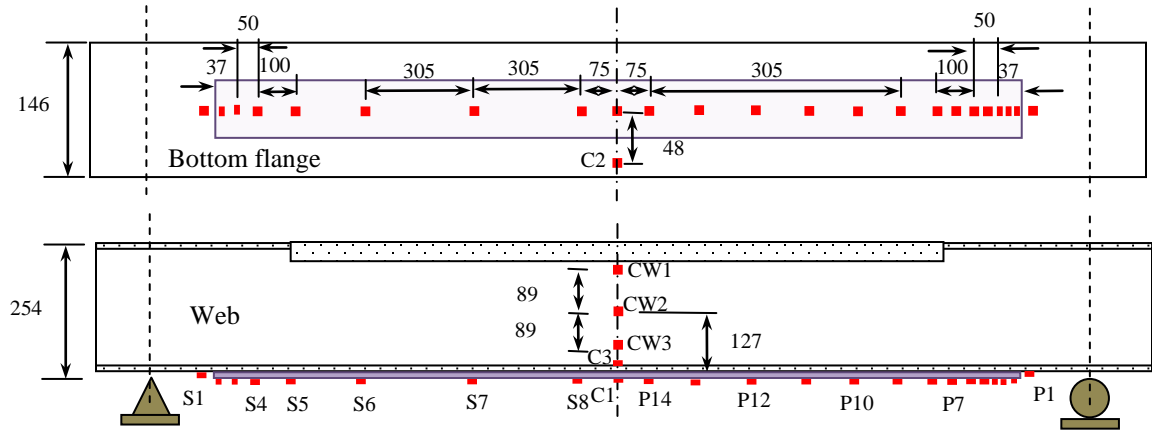 50
50
37
100
305
305
75
75
305
100
37
146
C2
48
Bottom flange
CW1
89
CW2
254
Web
89
CW3
127
C3
S1
S4
S5
S6
S7
S8
C1
P14
P12
P10
P7
P1